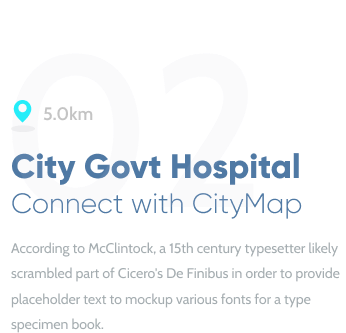 02
5.0km
City Govt Hospital
Connect with CityMap
According to McClintock, a 15th century typesetter likely
scrambled part of Cicero's De Finibus in order to provide
placeholder text to mockup various fonts for a type
specimen book.